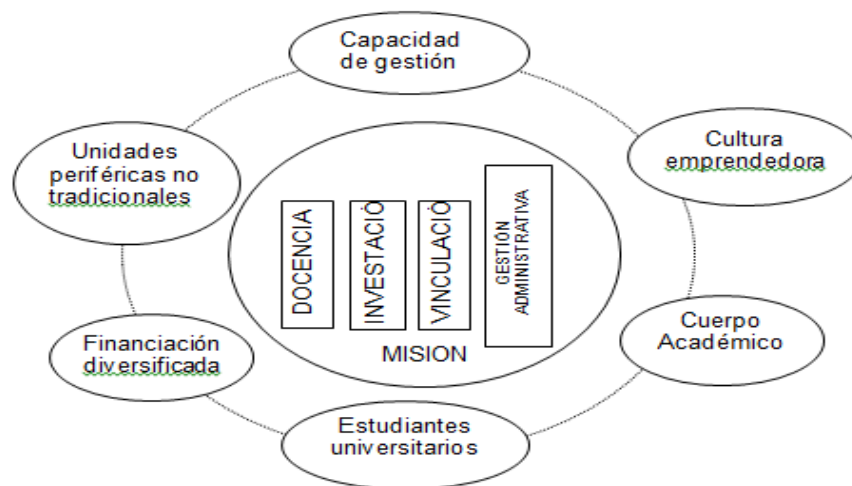 Capacidad
de gestión
Cultura
emprendedora
Unidades
periféricas no
tradicionales
DOCENCIA
INVESTACIÓ
VINCULACIÓ
GESTIÓN
ADMINISTRATIVA
MISION
Cuerpo
Académico
Financiación
diversificada
Estudiantes
universitarios